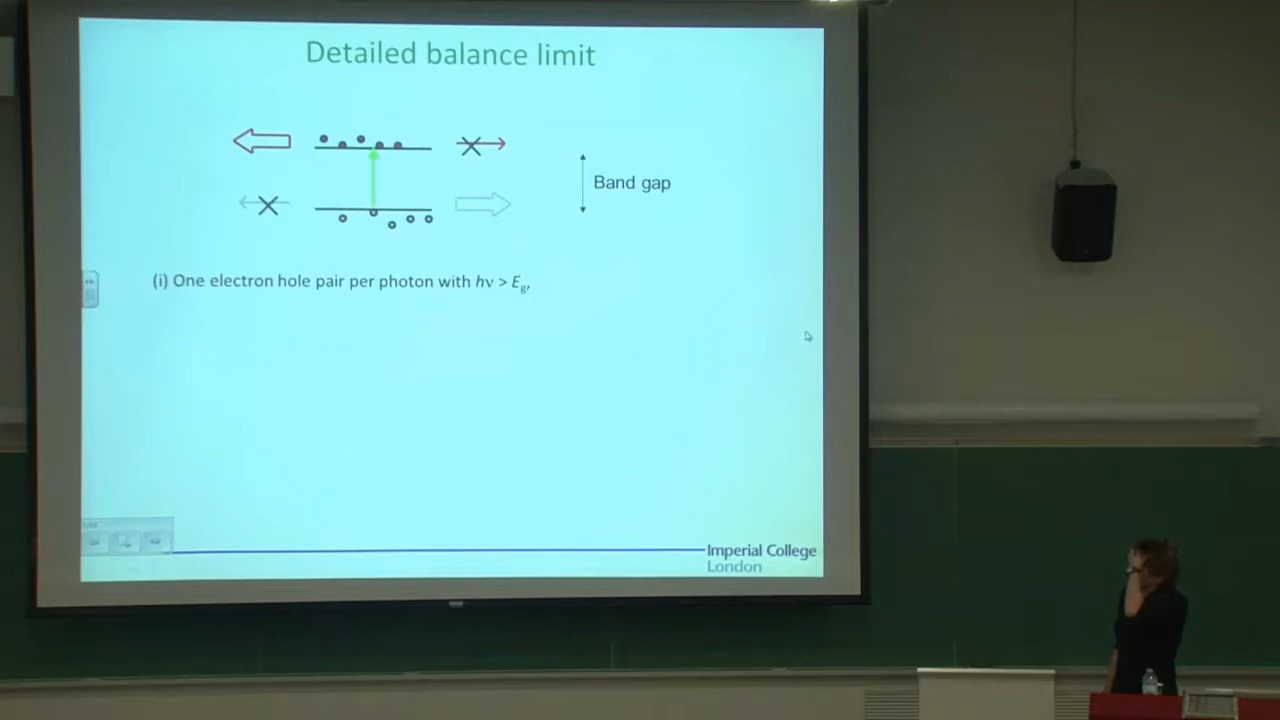 Detailed balance limit
Band gap
(i) One electron hole pair per photon with hν > Eg,
Imperial College
London